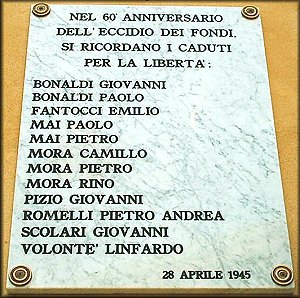 NEL 60° ANNIVERSARIO
DELL'ECCIDIO DEI FONDI,
SI RICORDANO I CADUTI
PER LA LIBERTA':
BONALDI GIOVANNI
BONALDI PAOLO
FANTOCCI EMILIO
MAI PAOLO
MAI PIETRO
MORA CAMILLO
MORA PIETRO
MORA RINO
PIZIO GIOVANNI
ROMELLI PIETRO ANDREA
SCOLARI GIOVANNI
VOLONTE' LINFARDO
28 APRILE 1945